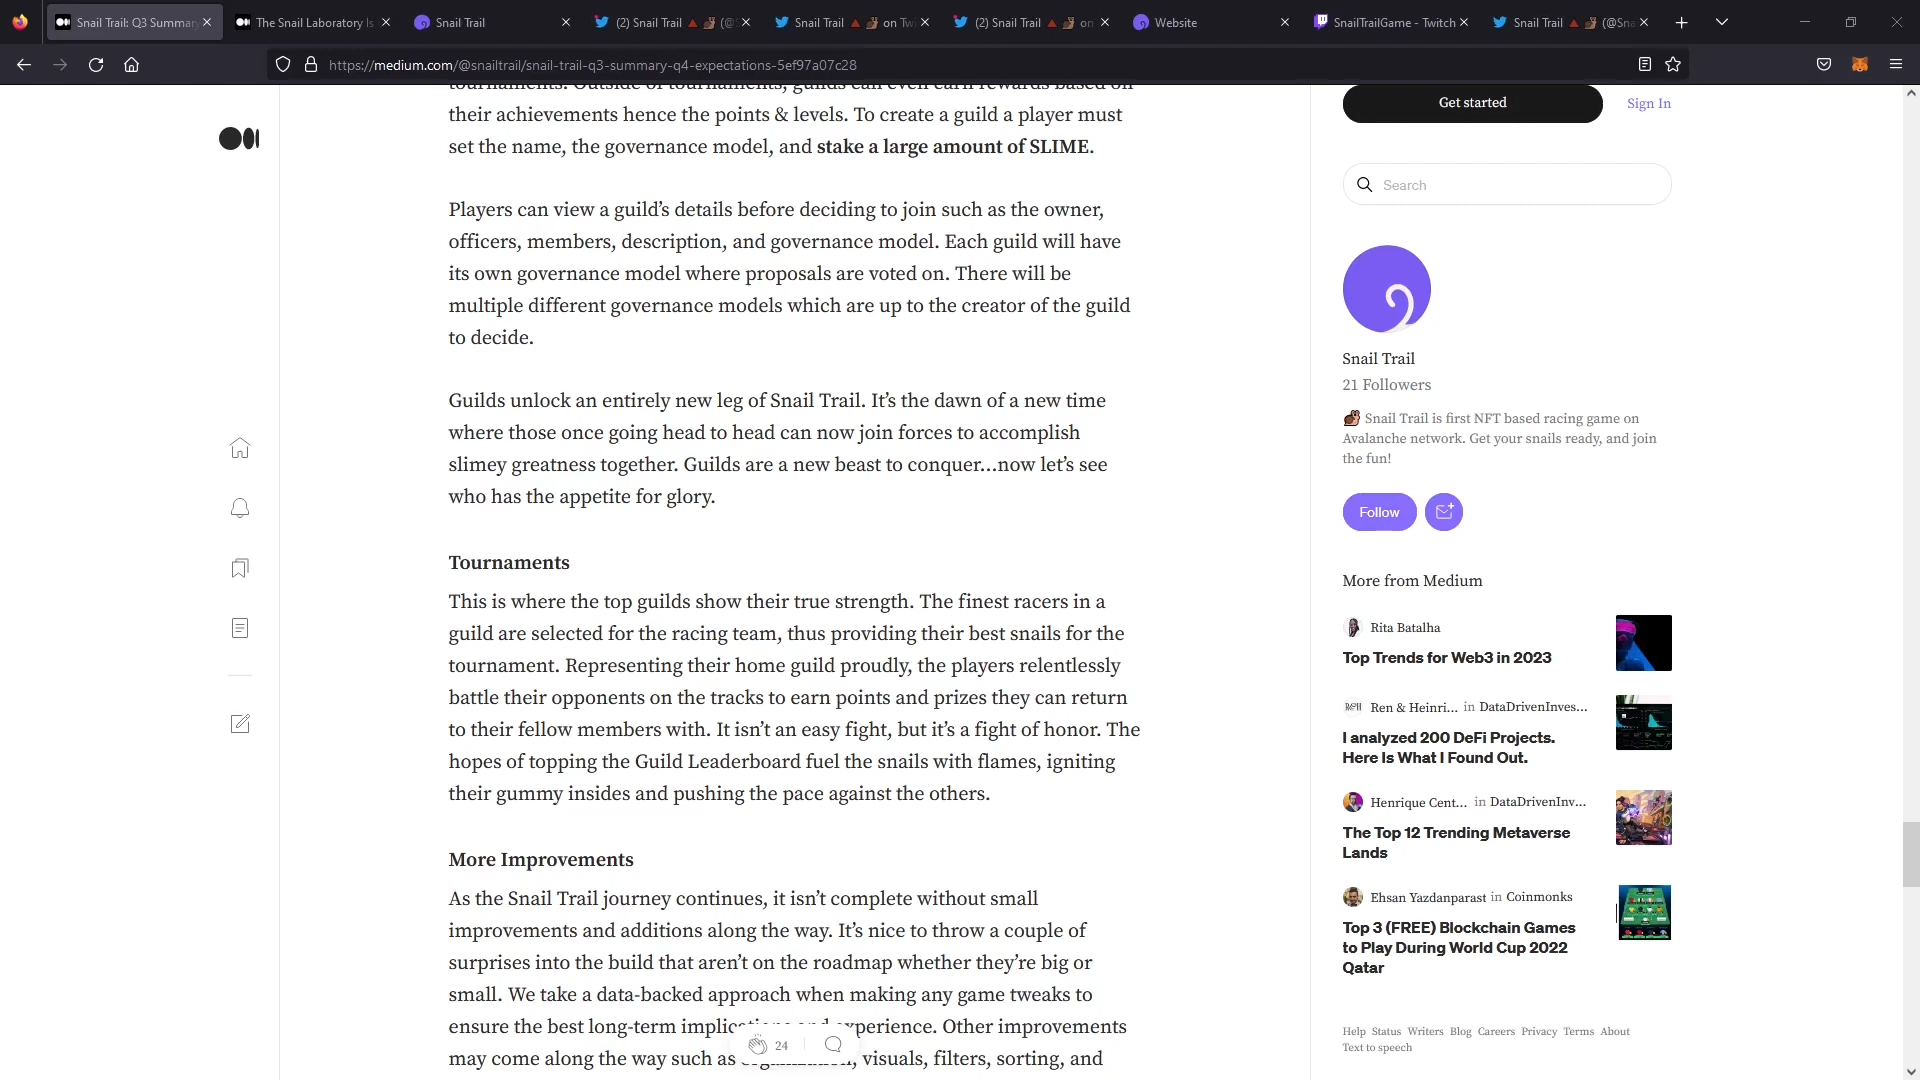 Snail Trail: Q3 Summar
The Snail Laboratory Is
Snail Trail
(2) Snail Trail
Snail Trail
on Twi
(2) Snail Trail
on
Website
SnailTrailGame - Twitch
Snail Trail
(@Sna
https://medium.com/@snailtrail/snail-trail-q3-summary-q4-expectations-5ef97a07c28
tournaments. Outside of tournaments, guilds can even earn rewards based on
their achievements hence the points & levels. To create a guild a player must
set the name, the governance model, and stake a large amount of SLIME.
Players can view a guild’s details before deciding to join such as the owner,
officers, members, description, and governance model. Each guild will have
its own governance model where proposals are voted on. There will be
multiple different governance models which are up to the creator of the guild
to decide.
Guilds unlock an entirely new leg of Snail Trail. It’s the dawn of a new time
where those once going head to head can now join forces to accomplish
slimey greatness together. Guilds are a new beast to conquer…now let’s see
who has the appetite for glory.
Tournaments
This is where the top guilds show their true strength. The finest racers in a
guild are selected for the racing team, thus providing their best snails for the
tournament. Representing their home guild proudly, the players relentlessly
battle their opponents on the tracks to earn points and prizes they can return
to their fellow members with. It isn’t an easy fight, but it’s a fight of honor. The
hopes of topping the Guild Leaderboard fuel the snails with flames, igniting
their gummy insides and pushing the pace against the others.
More Improvements
As the Snail Trail journey continues, it isn’t complete without small
improvements and additions along the way. It’s nice to throw a couple of
surprises into the build that aren’t on the roadmap whether they’re big or
small. We take a data-backed approach when making any game tweaks to
ensure the best long-term implications and experience. Other improvements
may come along the way such as organization, visuals, filters, sorting, and
24
Get started
Sign In
Search
Snail Trail
21 Followers
Snail Trail is first NFT based racing game on
Avalanche network. Get your snails ready, and join
the fun!
Follow
More from Medium
Rita Batalha
Top Trends for Web3 in 2023
Ren & Heinri... in DataDrivenInves...
I analyzed 200 DeFi Projects.
Here Is What I Found Out.
Henrique Cent... in DataDrivenInv...
The Top 12 Trending Metaverse
Lands
Ehsan Yazdanparast in Coinmonks
Top 3 (FREE) Blockchain Games
to Play During World Cup 2022
Qatar
Help Status Writers Blog Careers Privacy Terms About
Text to speech